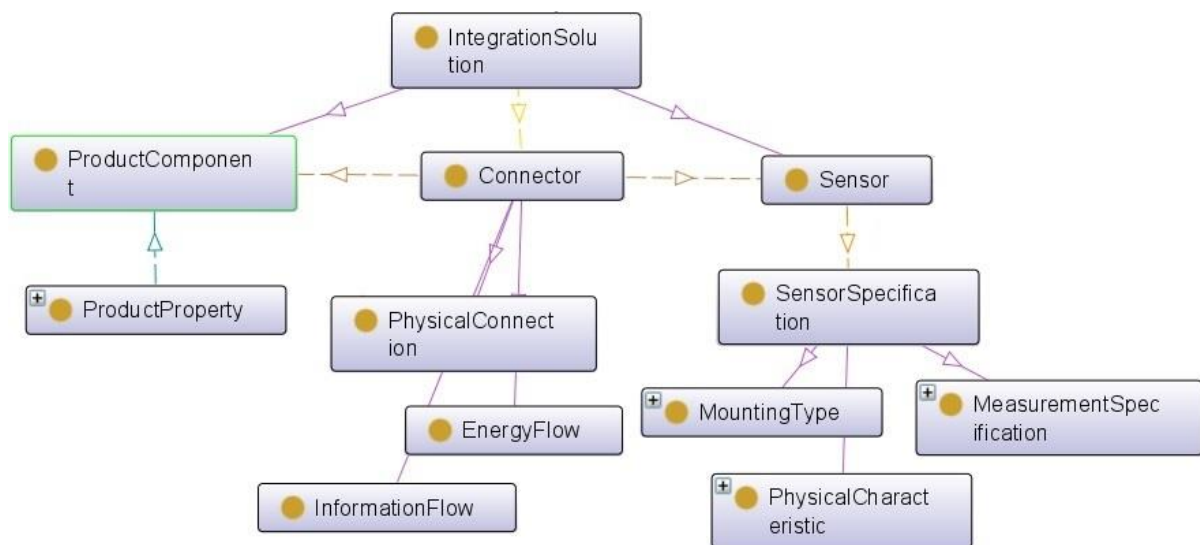 IntegrationSolu
tion
ProductComponen
t
Connector
Sensor
ProductProperty
PhysicalConnect
ion
SensorSpecifica
tion
EnergyFlow
MountingType
MeasurementSpec
ification
InformationFlow
PhysicalCharact
eristic